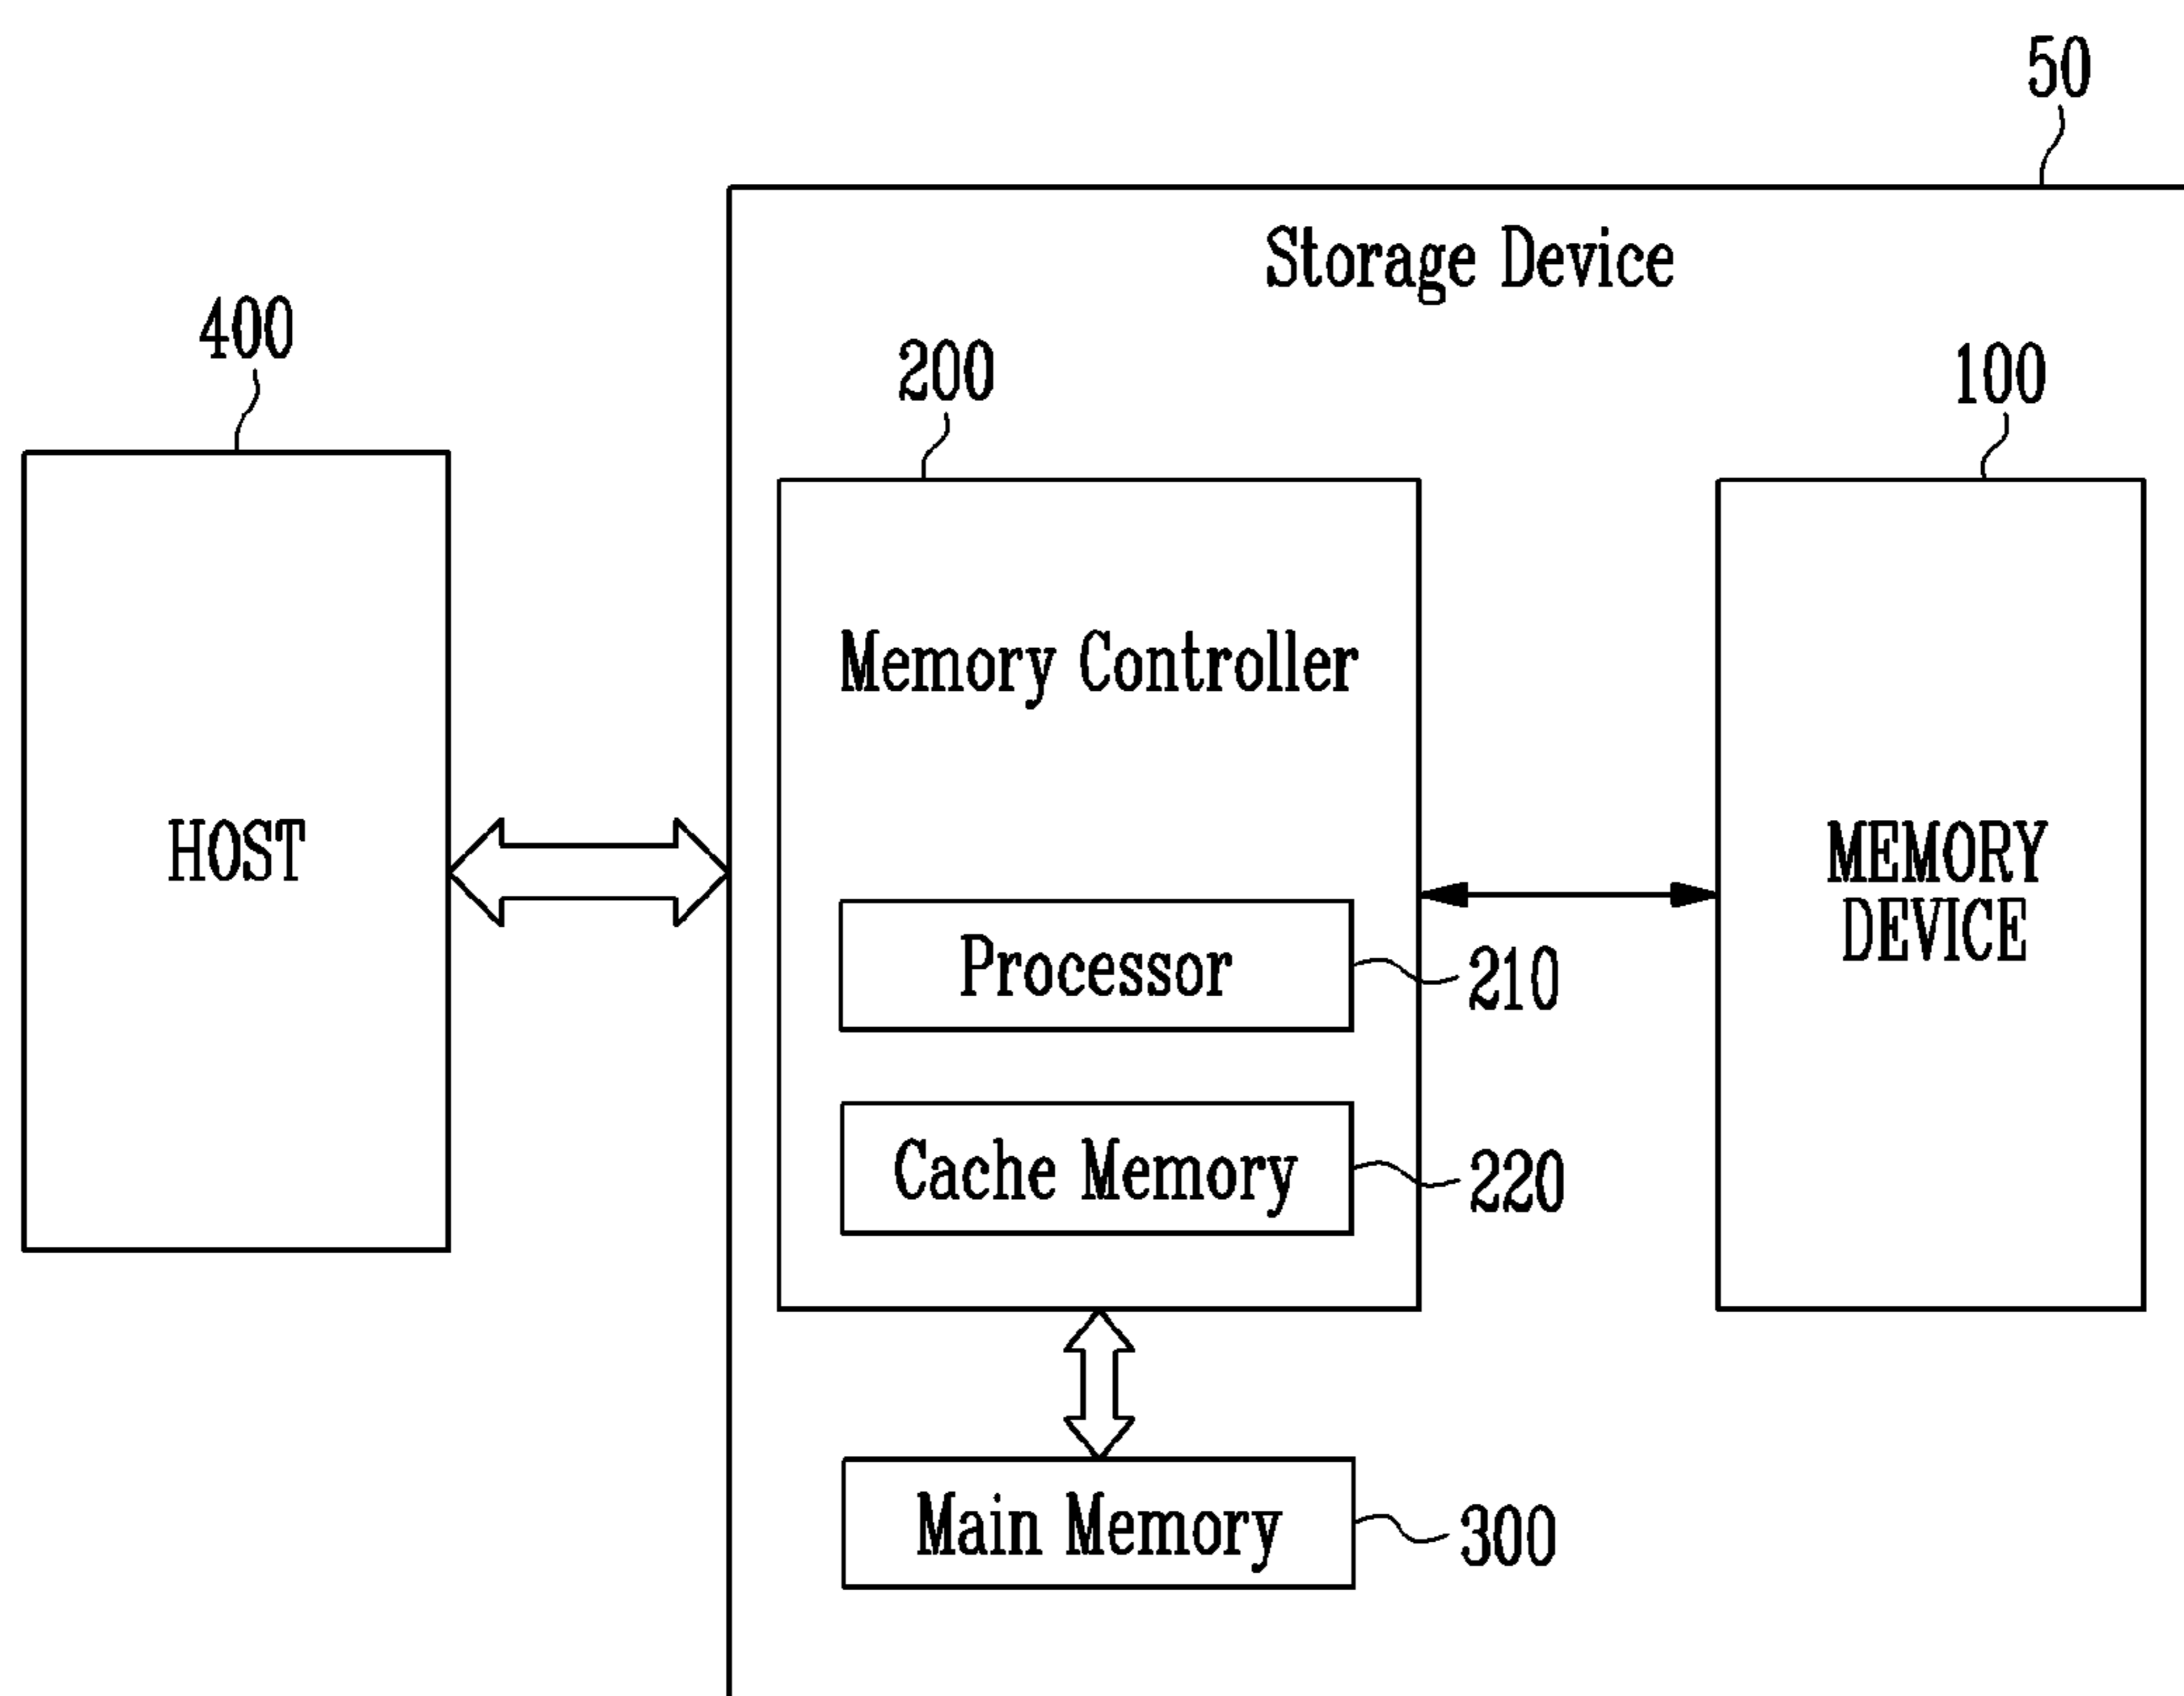 50
Storage Device
400
200
100
Memory Controller
HOST
MEMORY
DEVICE
Processor
210
Cache Memory
220
Main Memory
300